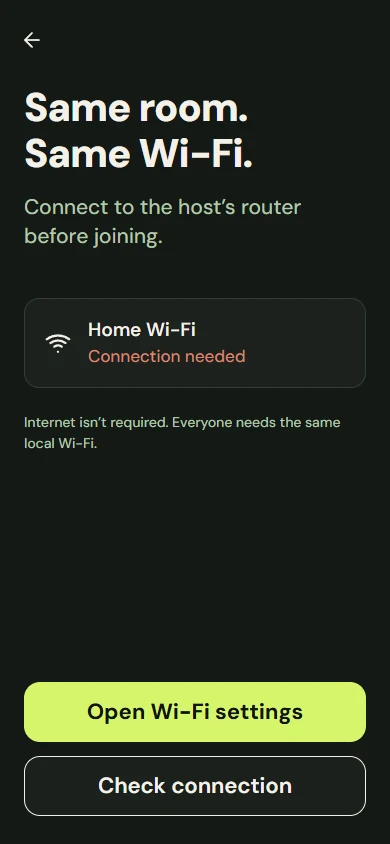 Same room.
Same Wi-Fi.
Connect to the host’s router
before joining.
Home Wi-Fi
Connection needed
Internet isn’t required. Everyone needs the same
local Wi-Fi.
Open Wi-Fi settings
Check connection